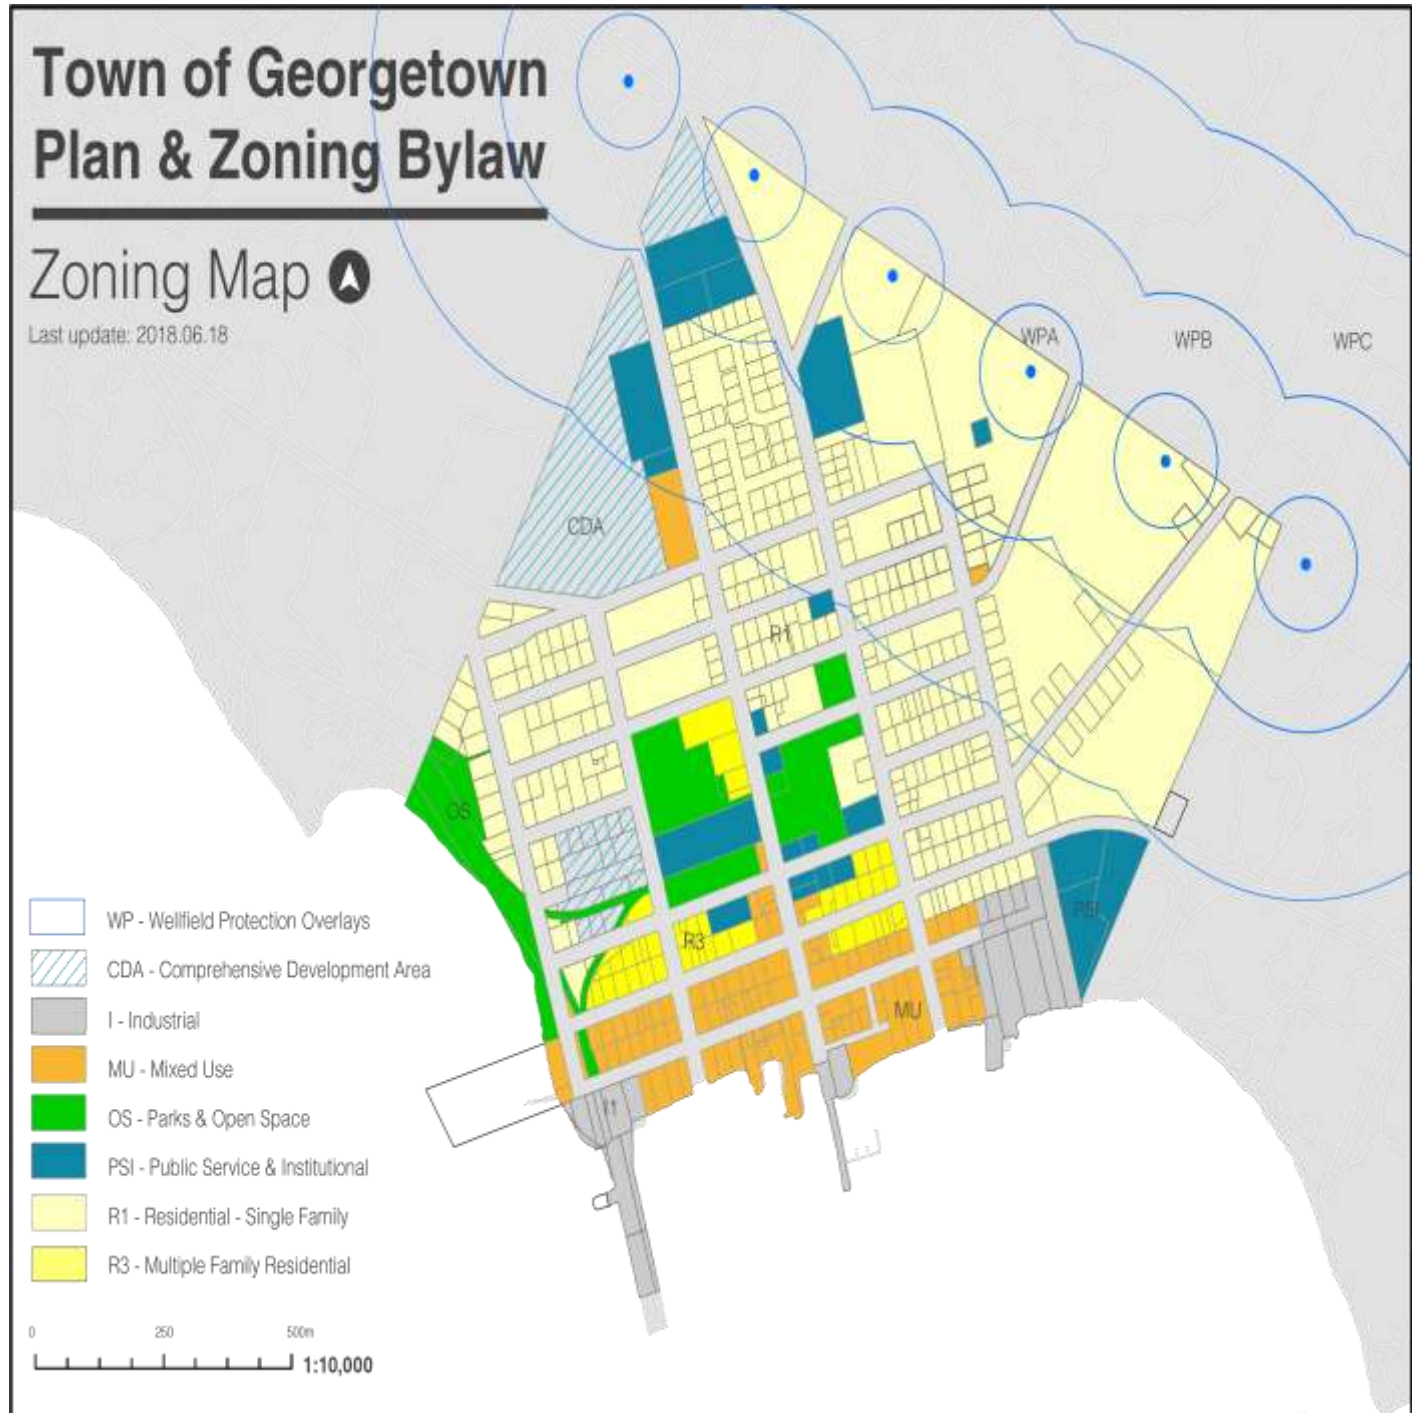 Town of Georgetown
Plan & Zoning Bylaw
Zoning Map
Last update: 2018.06.18
WPA
WPB
WPC
CDA
R1
OS
PSI
R3
MU
WP - Wellfield Protection Overlays
CDA - Comprehensive Development Area
I - Industrial
MU - Mixed Use
OS - Parks & Open Space
PSI - Public Service & Institutional
R1 - Residential - Single Family
R3 - Multiple Family Residential
0 250 500m
1:10,000